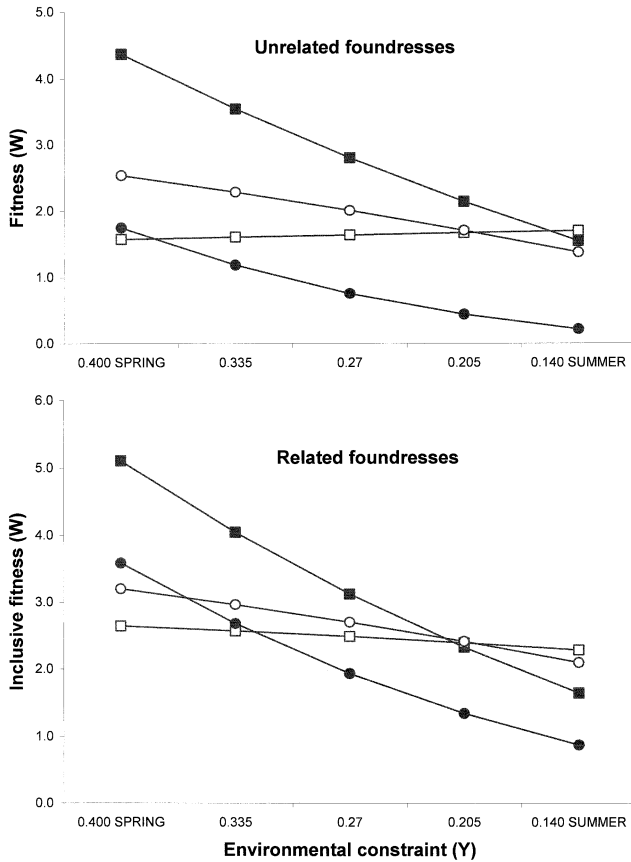 Unrelated foundresses
Fitness (W)
5.0
4.0
3.0
2.0
1.0
0.0
0.400 SPRING 0.335 0.27 0.205 0.140 SUMMER
Related foundresses
Inclusive fitness (W)
6.0
5.0
4.0
3.0
2.0
1.0
0.0
0.400 SPRING 0.335 0.27 0.205 0.140 SUMMER
Environmental constraint (Y)